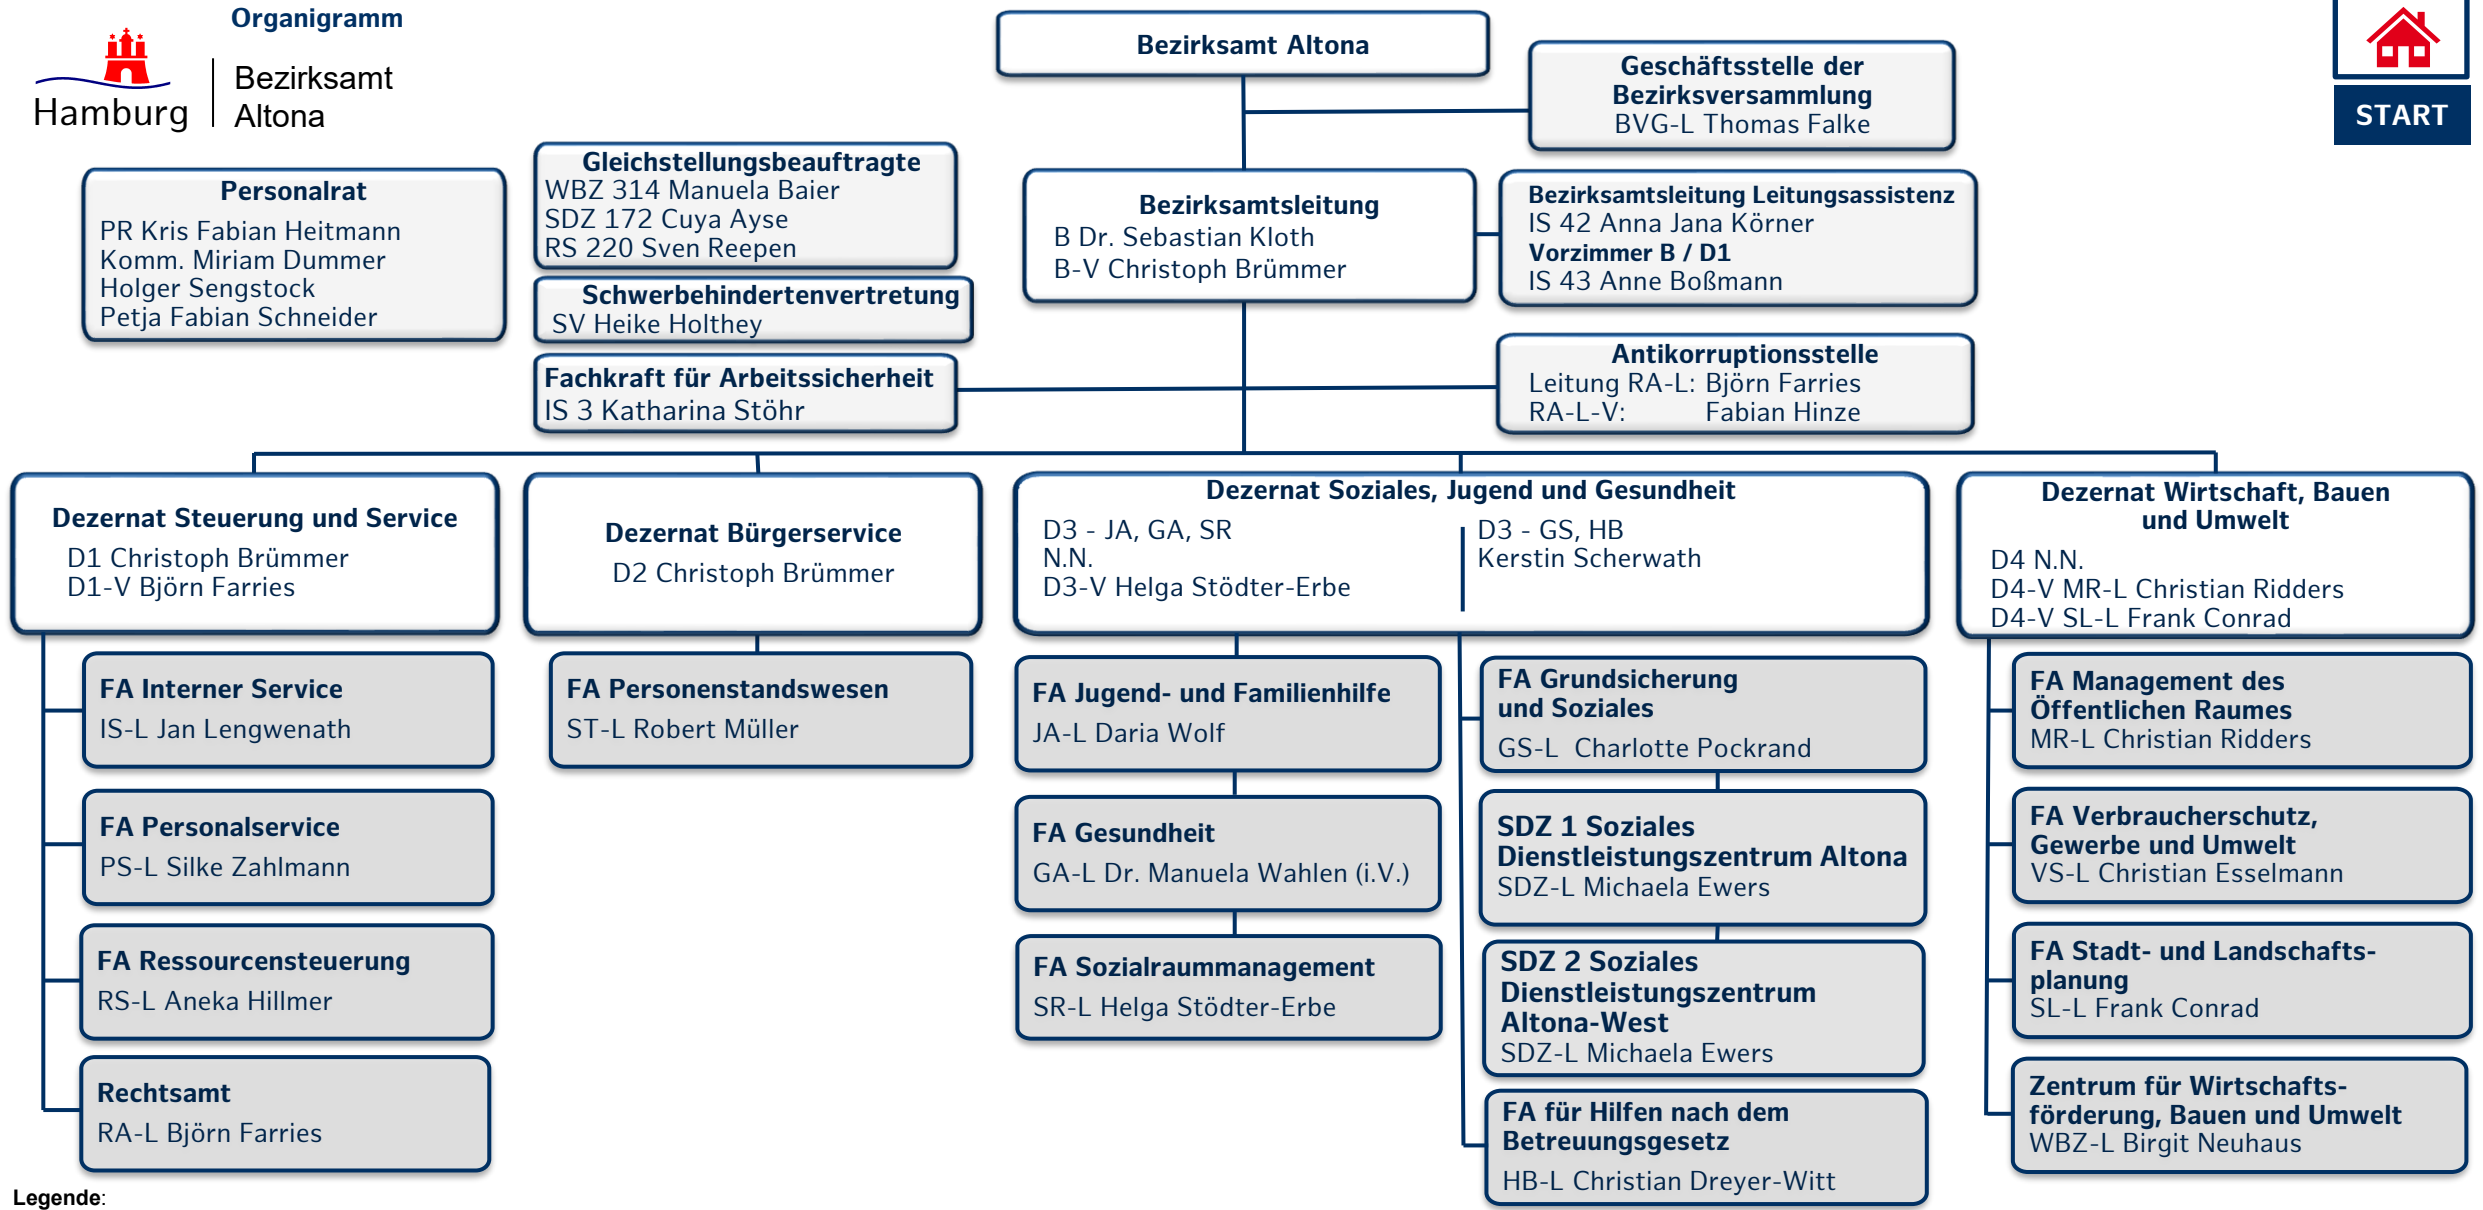 Organigramm
Hamburg
Bezirksamt
Altona
START
Bezirksamt Altona
Geschäftsstelle der
Bezirksversammlung
BVG-L Thomas Falke
Personalrat
PR Kris Fabian Heitmann
Komm. Miriam Dummer
Holger Sengstock
Petja Fabian Schneider
Gleichstellungsbeauftragte
WBZ 314 Manuela Baier
SDZ 172 Cuya Ayse
RS 220 Sven Reepen
Schwerbehindertenvertretung
SV Heike Holthey
Fachkraft für Arbeitssicherheit
IS 3 Katharina Stöhr
Bezirksamtsleitung
B Dr. Sebastian Kloth
B-V Christoph Brümmer
Bezirksamtsleitung Leitungsassistenz
IS 42 Anna Jana Körner
Vorzimmer B / D1
IS 43 Anne Boßmann
Antikorruptionsstelle
Leitung RA-L: Björn Farries
RA-L-V: Fabian Hinze
Dezernat Steuerung und Service
D1 Christoph Brümmer
D1-V Björn Farries
FA Interner Service
IS-L Jan Lengwenath
FA Personalservice
PS-L Silke Zahlmann
FA Ressourcensteuerung
RS-L Aneka Hillmer
Rechtsamt
RA-L Björn Farries
Dezernat Bürgerservice
D2 Christoph Brümmer
FA Personenstandswesen
ST-L Robert Müller
Dezernat Soziales, Jugend und Gesundheit
D3 - JA, GA, SR
N.N.
D3-V Helga Stödter-Erbe
D3 - GS, HB
Kerstin Scherwath
FA Jugend- und Familienhilfe
JA-L Daria Wolf
FA Gesundheit
GA-L Dr. Manuela Wahlen (i.V.)
FA Sozialraummanagement
SR-L Helga Stödter-Erbe
FA Grundsicherung
und Soziales
GS-L Charlotte Pockrand
SDZ 1 Soziales
Dienstleistungszentrum Altona
SDZ-L Michaela Ewers
SDZ 2 Soziales
Dienstleistungszentrum
Altona-West
SDZ-L Michaela Ewers
FA für Hilfen nach dem
Betreuungsgesetz
HB-L Christian Dreyer-Witt
Dezernat Wirtschaft, Bauen
und Umwelt
D4 N.N.
D4-V MR-L Christian Ridders
D4-V SL-L Frank Conrad
FA Management des
Öffentlichen Raumes
MR-L Christian Ridders
FA Verbraucherschutz,
Gewerbe und Umwelt
VS-L Christian Esselmann
FA Stadt- und Landschafts-
planung
SL-L Frank Conrad
Zentrum für Wirtschafts-
förderung, Bauen und Umwelt
WBZ-L Birgit Neuhaus
Legende: